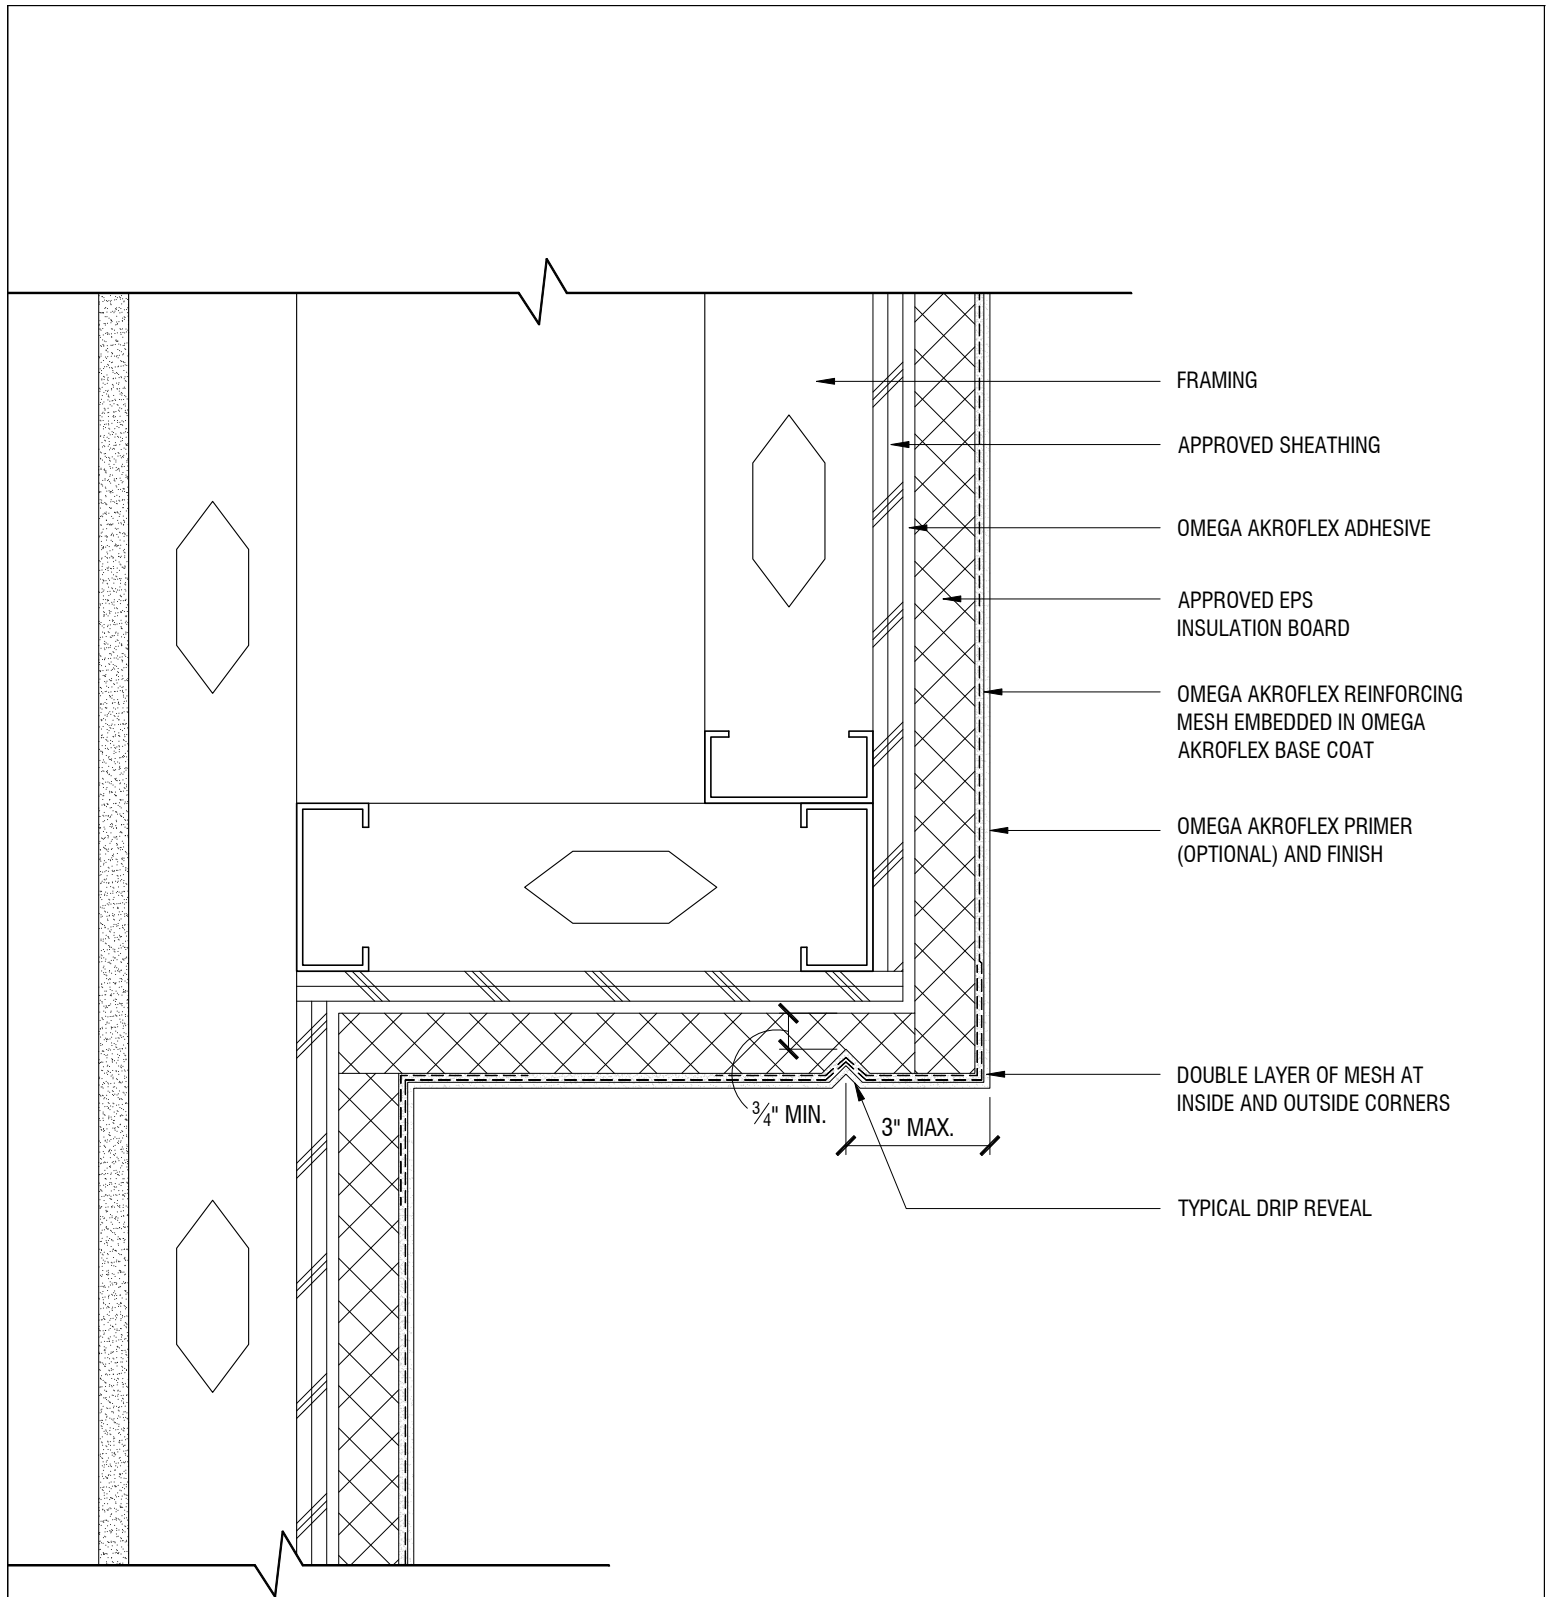 FRAMING
APPROVED SHEATHING
OMEGA AKROFLEX ADHESIVE
APPROVED EPS
INSULATION BOARD
OMEGA AKROFLEX REINFORCING
MESH EMBEDDED IN OMEGA
AKROFLEX BASE COAT
OMEGA AKROFLEX PRIMER
(OPTIONAL) AND FINISH
DOUBLE LAYER OF MESH AT
INSIDE AND OUTSIDE CORNERS
3/4" MIN.
3" MAX.
TYPICAL DRIP REVEAL